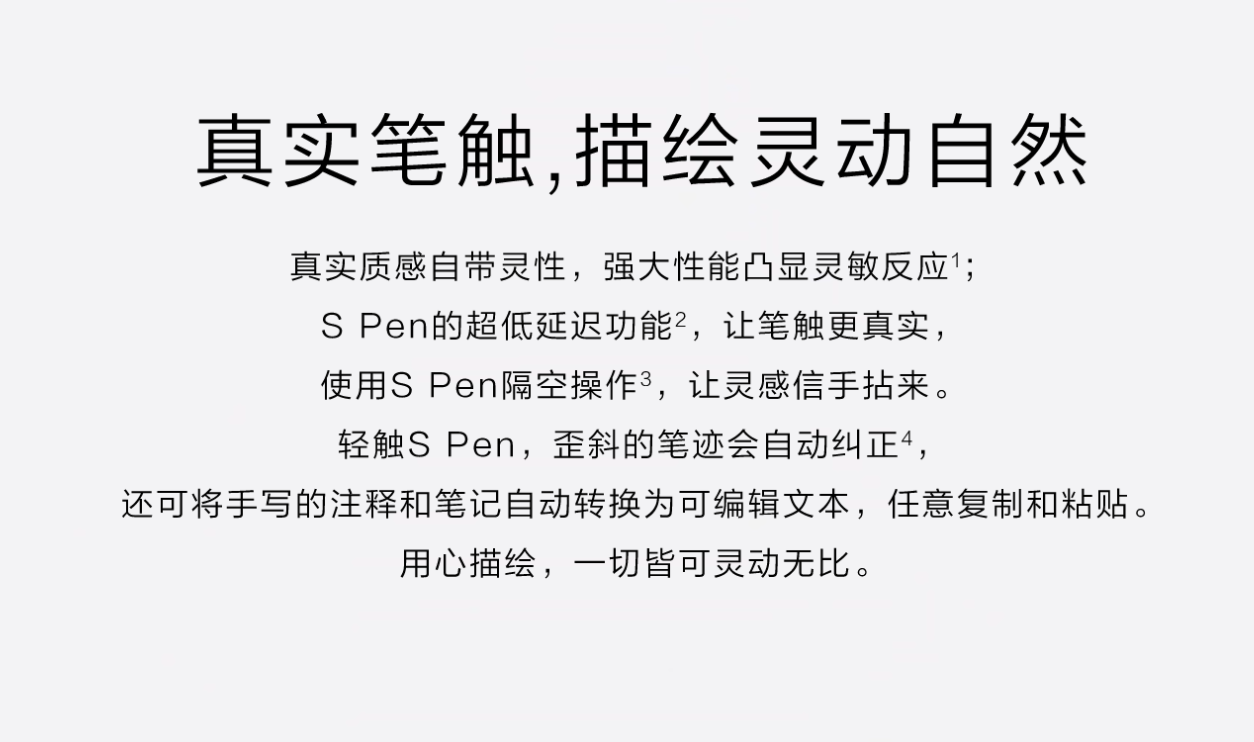 真实笔触,描绘灵动自然
真实质感自带灵性，强大性能凸显灵敏反应¹；
S Pen的超低延迟功能²，让笔触更真实，
使用S Pen隔空操作³，让灵感信手拈来。
轻触S Pen，歪斜的笔迹会自动纠正⁴，
还可将手写的注释和笔记自动转换为可编辑文本，任意复制和粘贴。
用心描绘，一切皆可灵动无比。